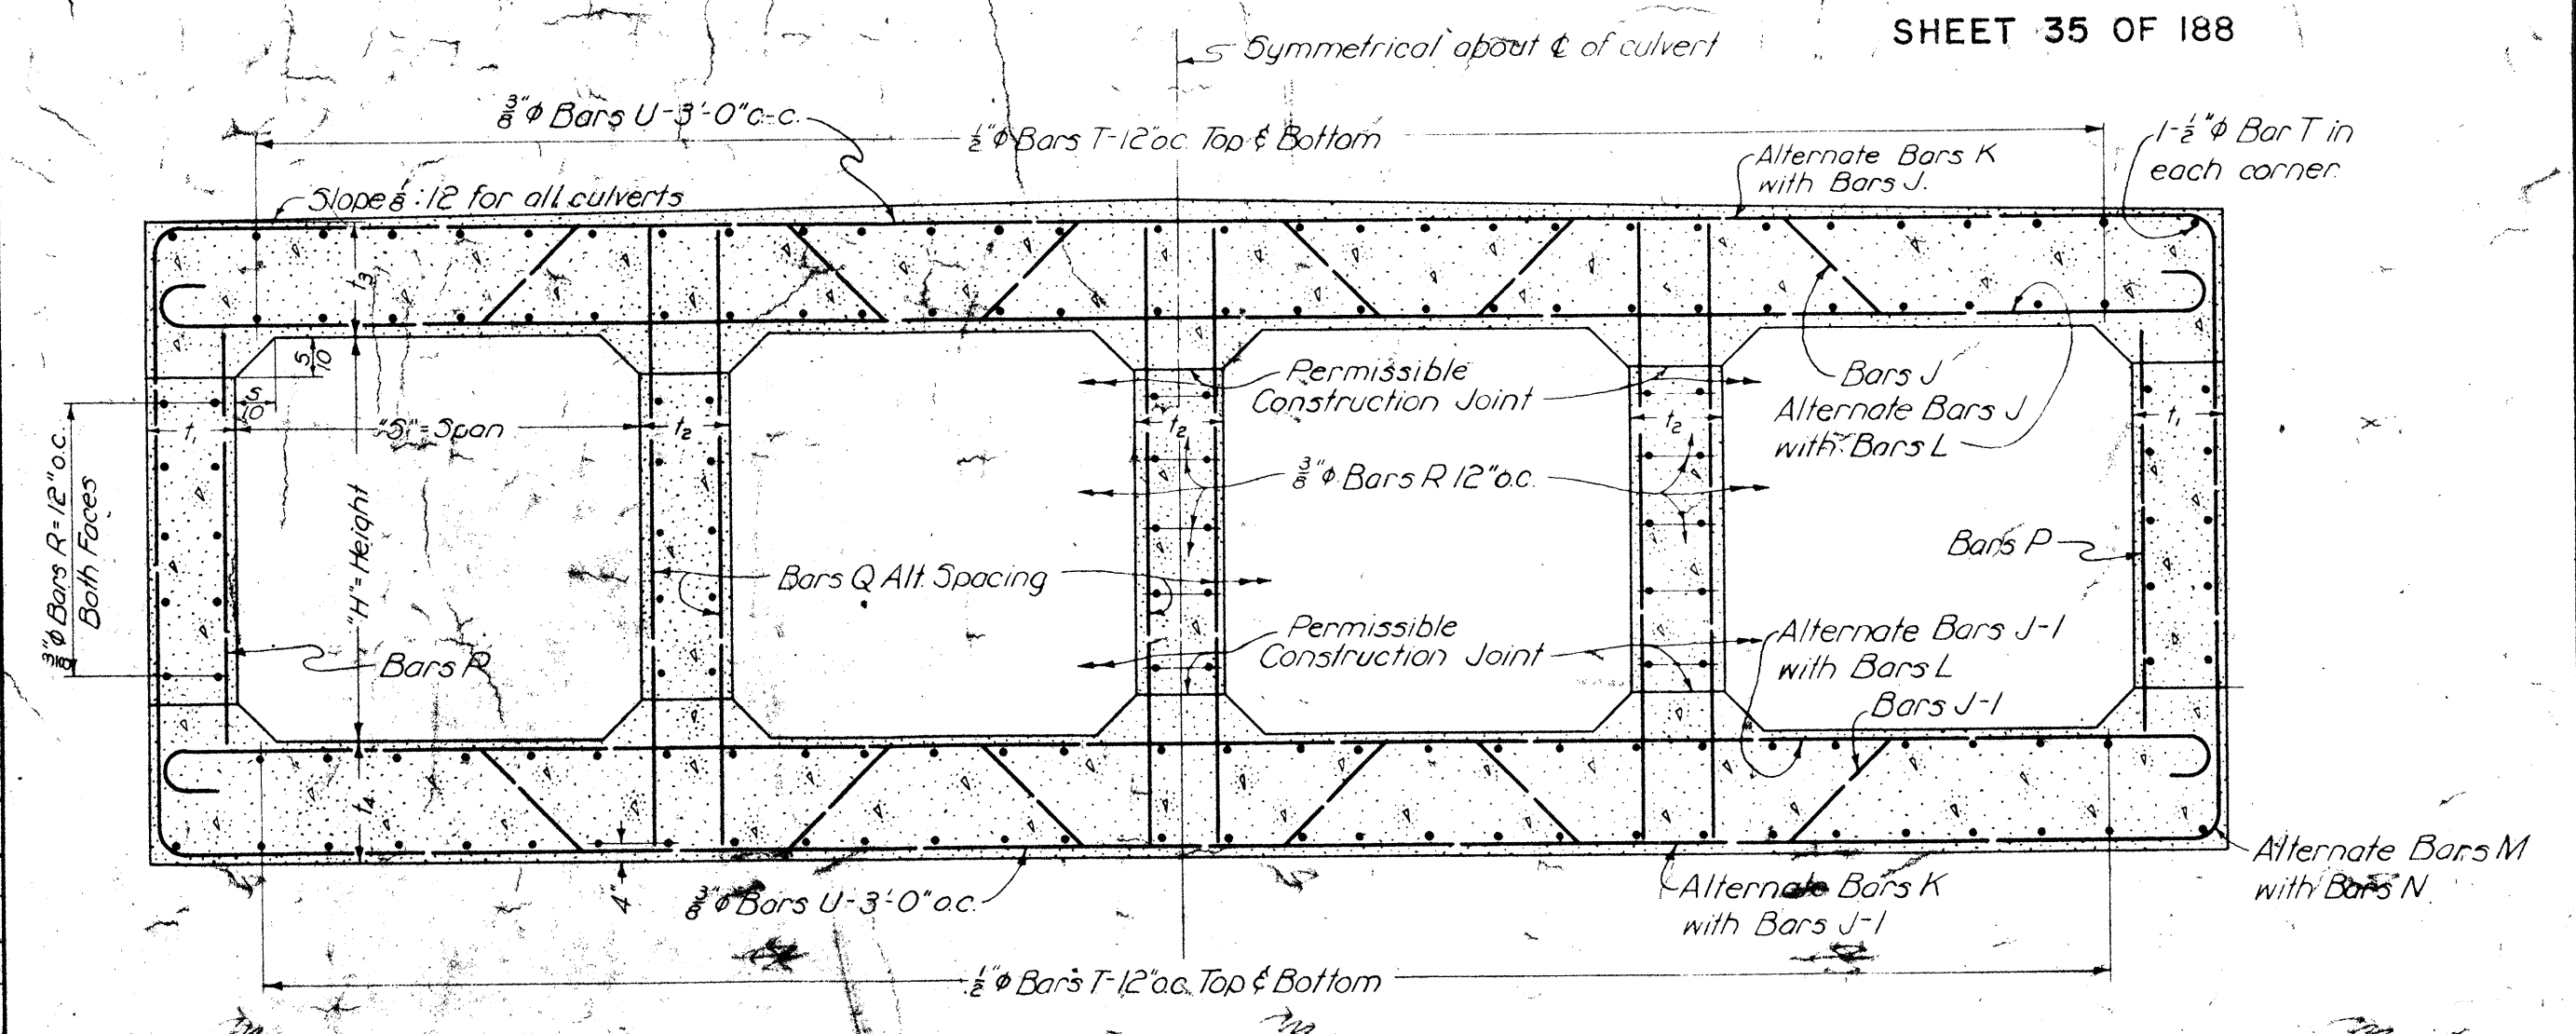 SHEET 35 OF 188
Symmetrical about ℄ of culvert
3/8"φ Bars U-3'-0"c-c.
1/2"φ Bars T-12"o.c. Top & Bottom
1-1/2"φ Bar T in
each corner.
Alternate Bars K
with Bars J.
Slope 1/8:12 for all culverts
t3
S/10
S/10
t1
"S"=Span
t2
t2
t2
t1
Permissible
Construction Joint
Bars J
Alternate Bars J
with Bars L
3/8"φ Bars R=12"o.c.
Both Faces
"H"=Height
3/8"φ Bars R 12"o.c.
Bars P
Bars Q Alt. Spacing
Permissible
Construction Joint
Alternate Bars J-1
with Bars L
Bars J-1
Bars P
t4
4"
3/8"φ Bars U-3'-0"o.c.
Alternate Bars K
with Bars J-1
Alternate Bars M
with Bars N
1/2"φ Bars T-12"o.c. Top & Bottom